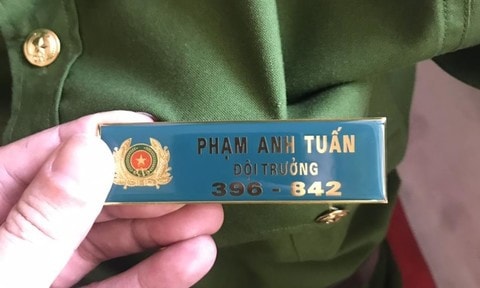 PHẠM ANH TUẤN
ĐỘI TRƯỞNG
396 - 842